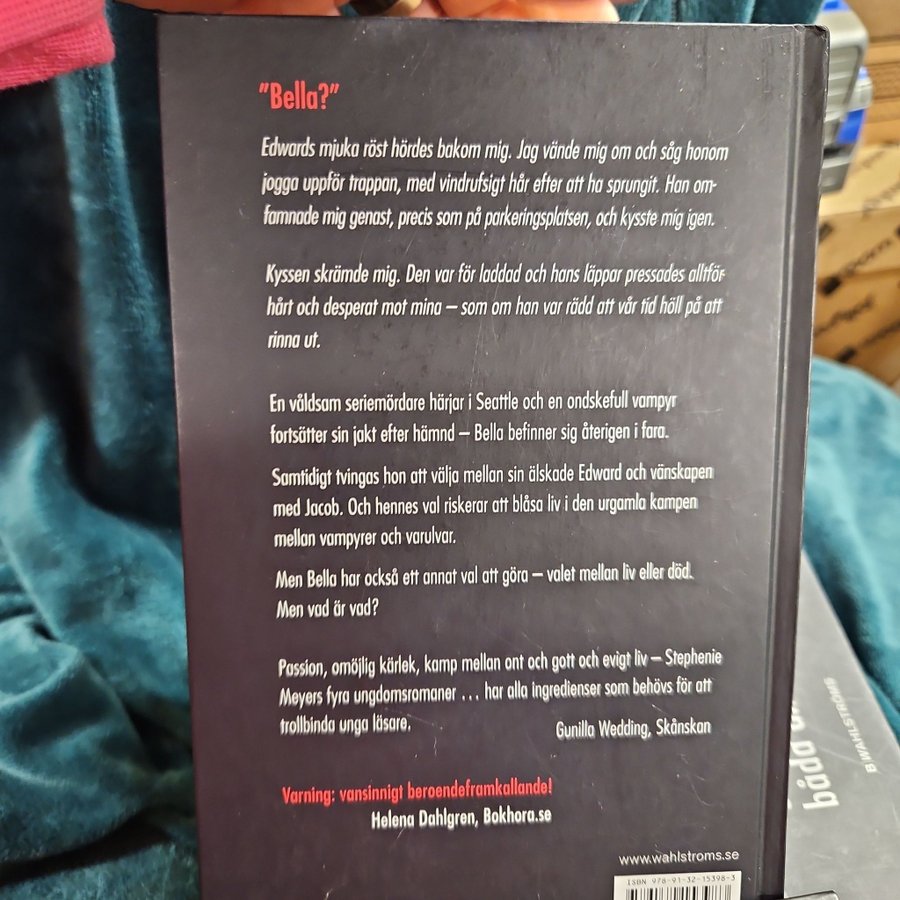 "Bella?"
Edwards mjuka röst hördes bakom mig. Jag vände mig om och såg honom
jogga uppför trappan, med vindrufsigt hår efter att ha sprungit. Han om-
famnade mig genast, precis som på parkeringsplatsen, och kysste mig igen.
Kyssen skrämde mig. Den var för laddad och hans läppar pressades alltför
hårt och desperat mot mina – som om han var rädd att vår tid höll på att
rinna ut.
En våldsam seriemördare härjar i Seattle och en ondskefull vampyr
fortsätter sin jakt efter hämnd – Bella befinner sig återigen i fara.
Samtidigt tvingas hon att välja mellan sin älskade Edward och vänskapen
med Jacob. Och hennes val riskerar att blåsa liv i den urgamla kampen
mellan vampyrer och varulvar.
Men Bella har också ett annat val att göra – valet mellan liv eller död.
Men vad är vad?
Passion, omöjlig kärlek, kamp mellan ont och gott och evigt liv – Stephenie
Meyers fyra ungdomsromaner ... har alla ingredienser som behövs för att
trollbinda unga läsare.
Gunilla Wedding, Skånskan
Varning: vansinnigt beroendeframkallande!
Helena Dahlgren, Bokhora.se
www.wahlstroms.se
ISBN 978-91-32-15398-3
båda
B WAHLSTRÖMS